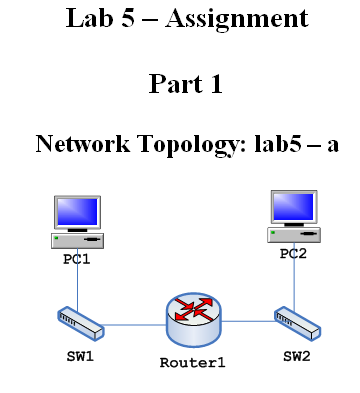 Lab 5 – Assignment
Part 1
Network Topology: lab5 – a
PC1
PC2
SW1
Router1
SW2